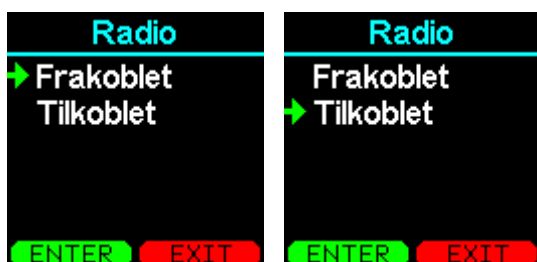 Radio
Frakoblet
Tilkoblet
ENTER EXIT
Radio
Frakoblet
Tilkoblet
ENTER EXIT